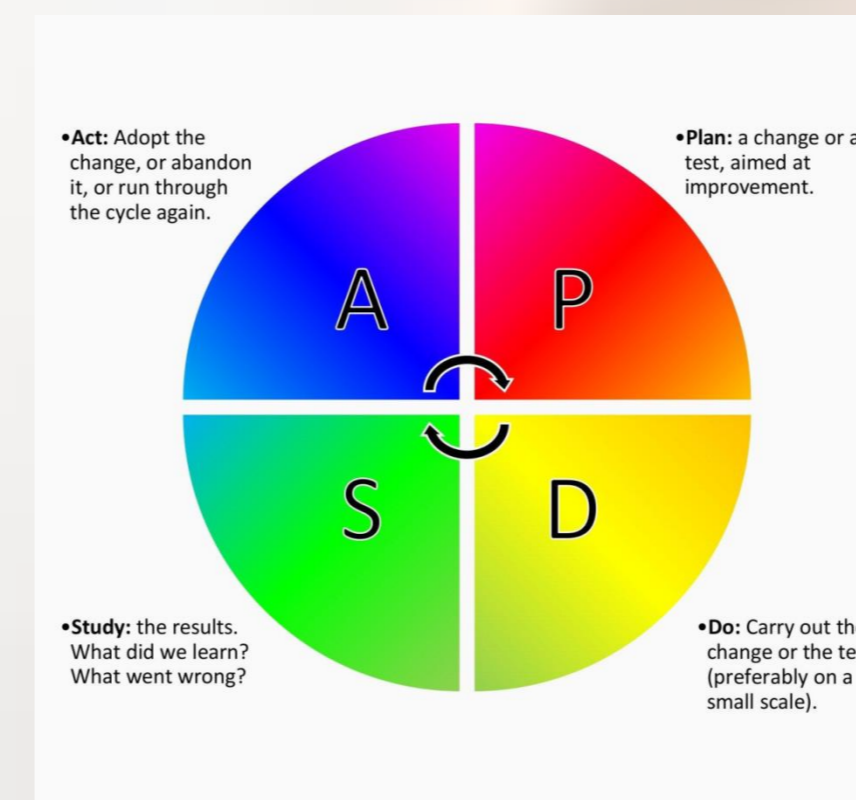 •Act: Adopt the
change, or abandon
it, or run through
the cycle again.
•Plan: a change or a
test, aimed at
improvement.
A
P
S
D
•Study: the results.
What did we learn?
What went wrong?
•Do: Carry out
change or the
(preferably on a
small scale).